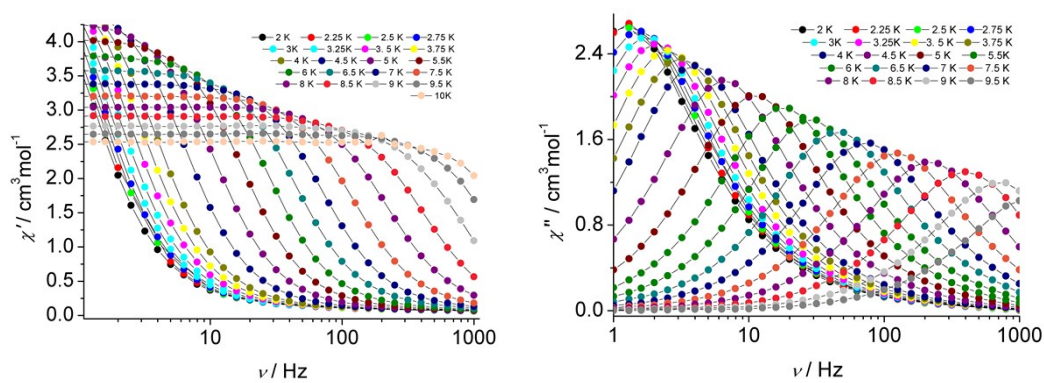 2 K 2.25 K 2.5 K 2.75 K
3K 3.25K 3. 5 K 3.75 K
4 K 4.5 K 5 K 5.5K
6 K 6.5K 7 K 7.5 K
8 K 8.5K 9 K 9.5 K
10K
4.0
3.5
3.0
2.5
2.0
1.5
1.0
0.5
0.0
χ' / cm³mol⁻¹
10 100 1000
ν / Hz
2 K 2.25 K 2.5 K 2.75 K
3K 3.25K 3. 5 K 3.75 K
4 K 4.5K 5 K 5.5K
6 K 6.5K 7 K 7.5 K
8 K 8.5K 9 K 9.5 K
2.4
1.6
0.8
0.0
χ'' / cm³mol⁻¹
1 10 100 1000
ν / Hz